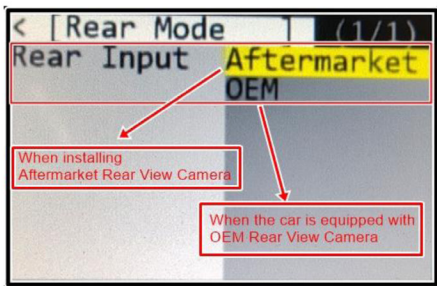 < [Rear Mode ] (1/1)
Rear Input Aftermarket
OEM
When installing
Aftermarket Rear View Camera
When the car is equipped with
OEM Rear View Camera